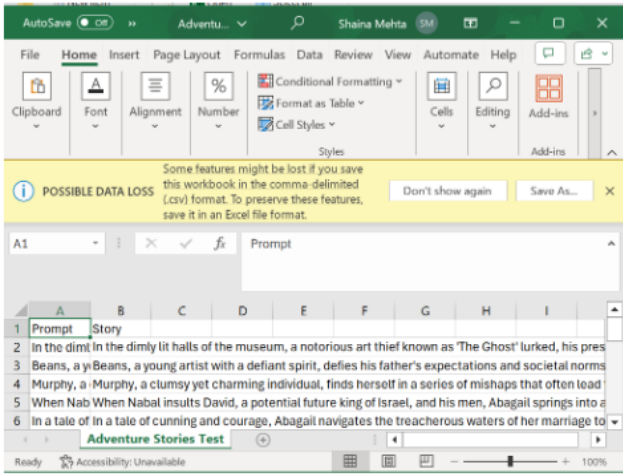 AutoSave Off Adventu... Shaina Mehta SM
File Home Insert Page Layout Formulas Data Review View Automate Help
Clipboard Font Alignment Number
Conditional Formatting
Format as Table
Cell Styles
Cells Editing Add-ins
Styles Add-ins
POSSIBLE DATA LOSS
Some features might be lost if you save
this workbook in the comma-delimited
(.csv) format. To preserve these features,
save it in an Excel file format.
Don't show again Save As...
A1 fx Prompt
A B C D E F G H I
1 Prompt Story
2 In the diml In the dimly lit halls of the museum, a notorious art thief known as 'The Ghost' lurked, his pres
3 Beans, a y Beans, a young artist with a defiant spirit, defies his father's expectations and societal norms
4 Murphy, a Murphy, a clumsy yet charming individual, finds herself in a series of mishaps that often lead
5 When Nab When Nabal insults David, a potential future king of Israel, and his men, Abagail springs into a
6 In a tale of In a tale of cunning and courage, Abagail navigates the treacherous waters of her marriage to
Adventure Stories Test
Ready Accessibility: Unavailable 100%